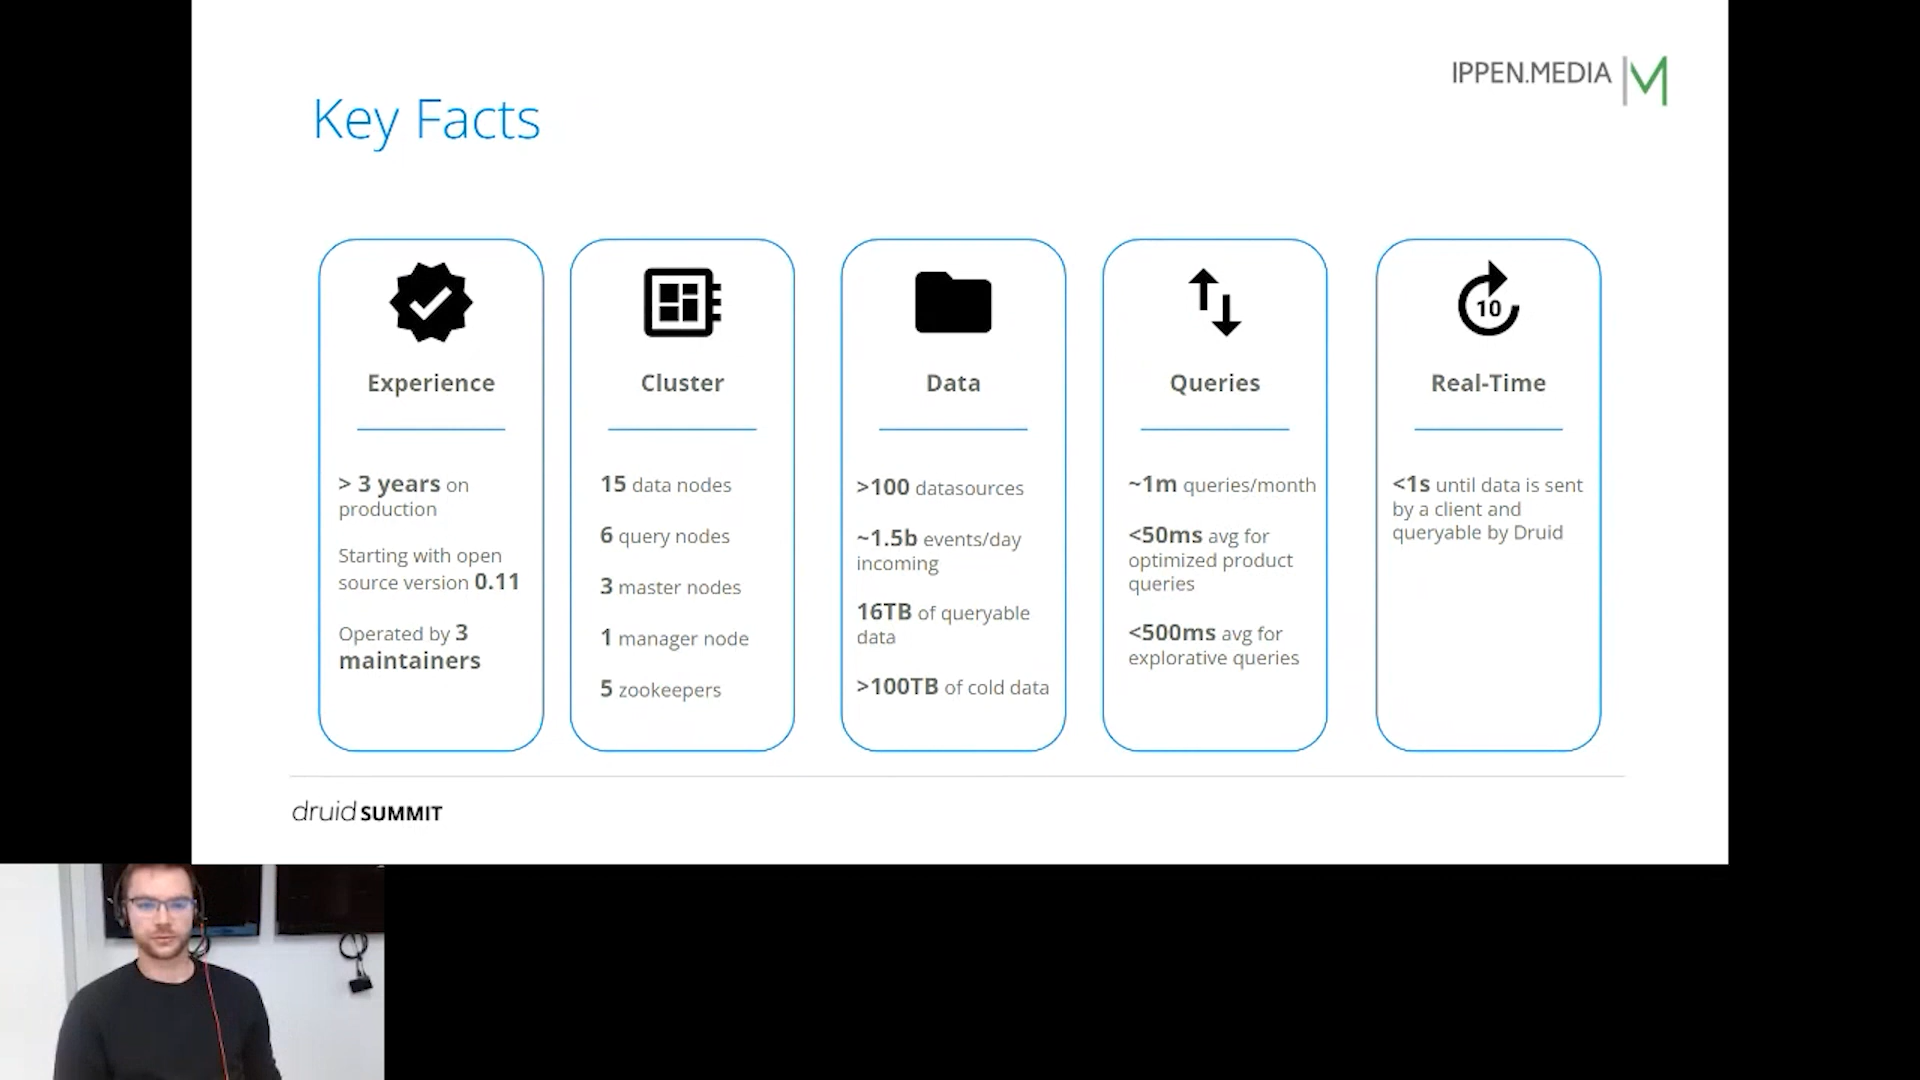 IPPEN.MEDIA
Key Facts
Experience
> 3 years on
production
Starting with open
source version 0.11
Operated by 3
maintainers
Cluster
15 data nodes
6 query nodes
3 master nodes
1 manager node
5 zookeepers
Data
>100 datasources
~1.5b events/day
incoming
16TB of queryable
data
>100TB of cold data
Queries
~1m queries/month
<50ms avg for
optimized product
queries
<500ms avg for
explorative queries
10
Real-Time
<1s until data is sent
by a client and
queryable by Druid
druid SUMMIT